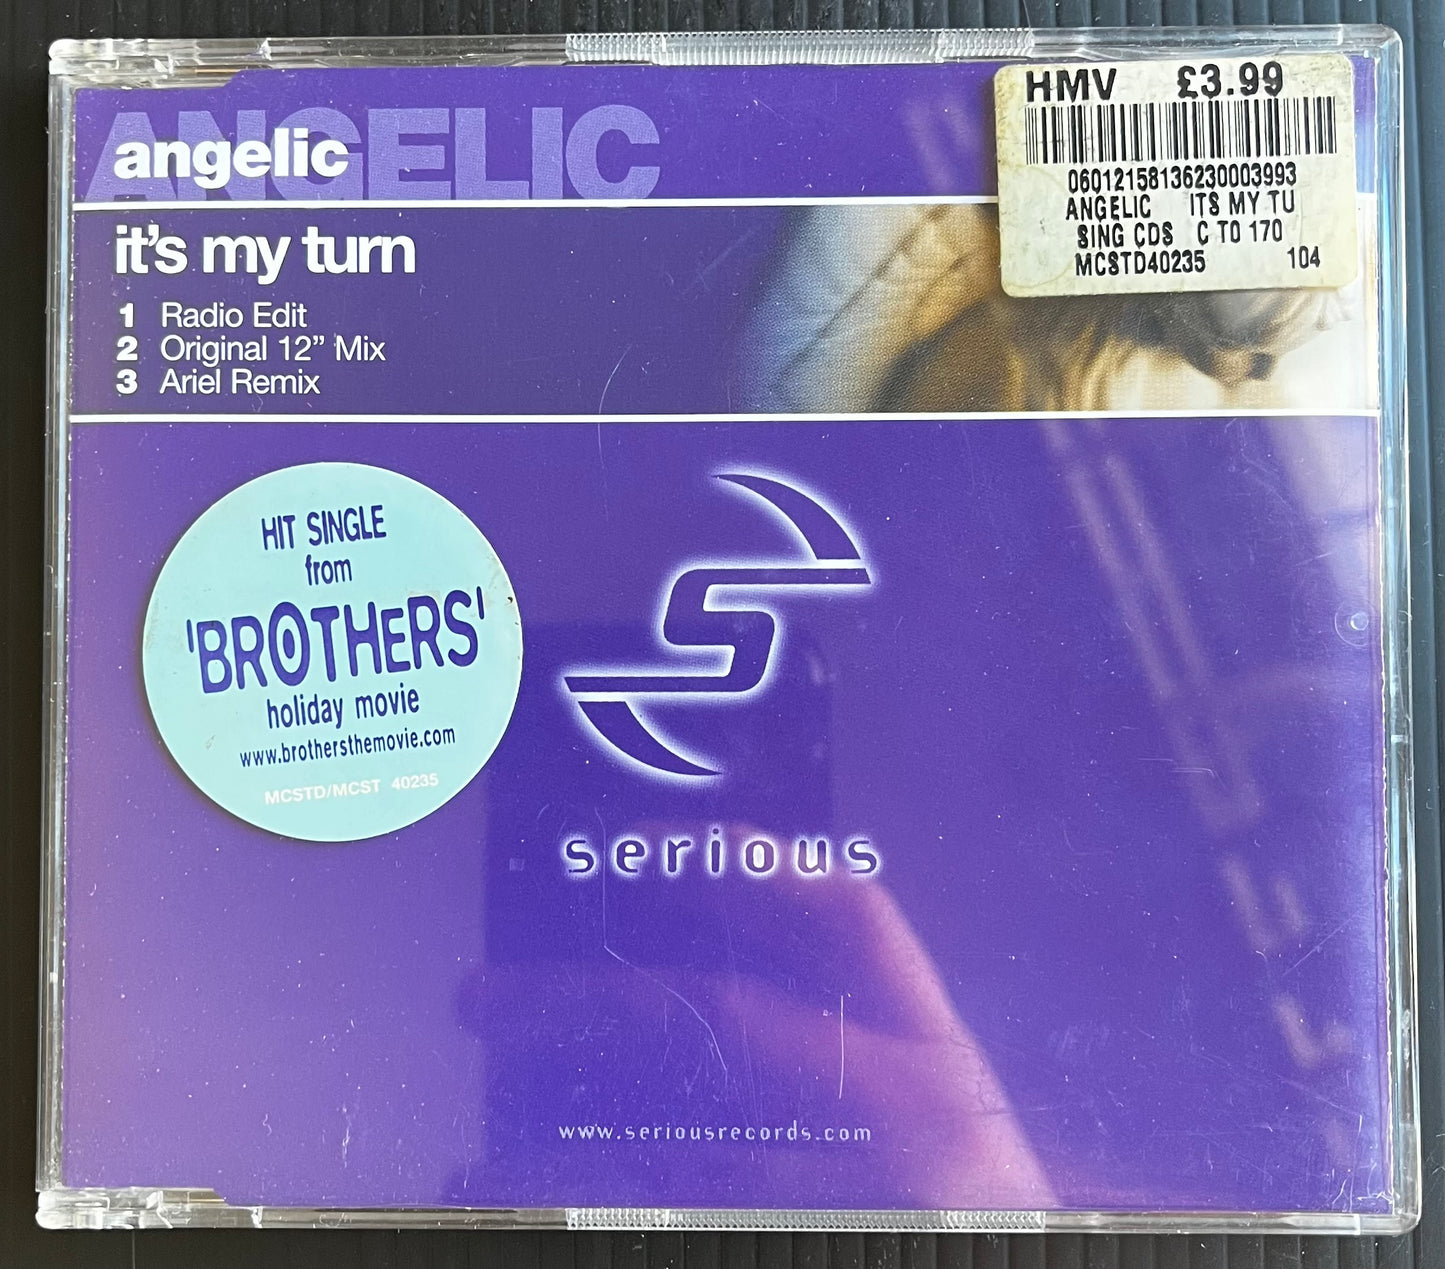 ANGELIC
angelic
it's my turn
1 Radio Edit
2 Original 12” Mix
3 Ariel Remix
HMV £3.99
06012158136230003993
ANGELIC ITS MY TU
SING CDS C TO 170
MCSTD40235 104
HIT SINGLE
from
'BROTHERS'
holiday movie
www.brothersthemovie.com
MCSTD/MCST 40235
S
serious
www.seriousrecords.com